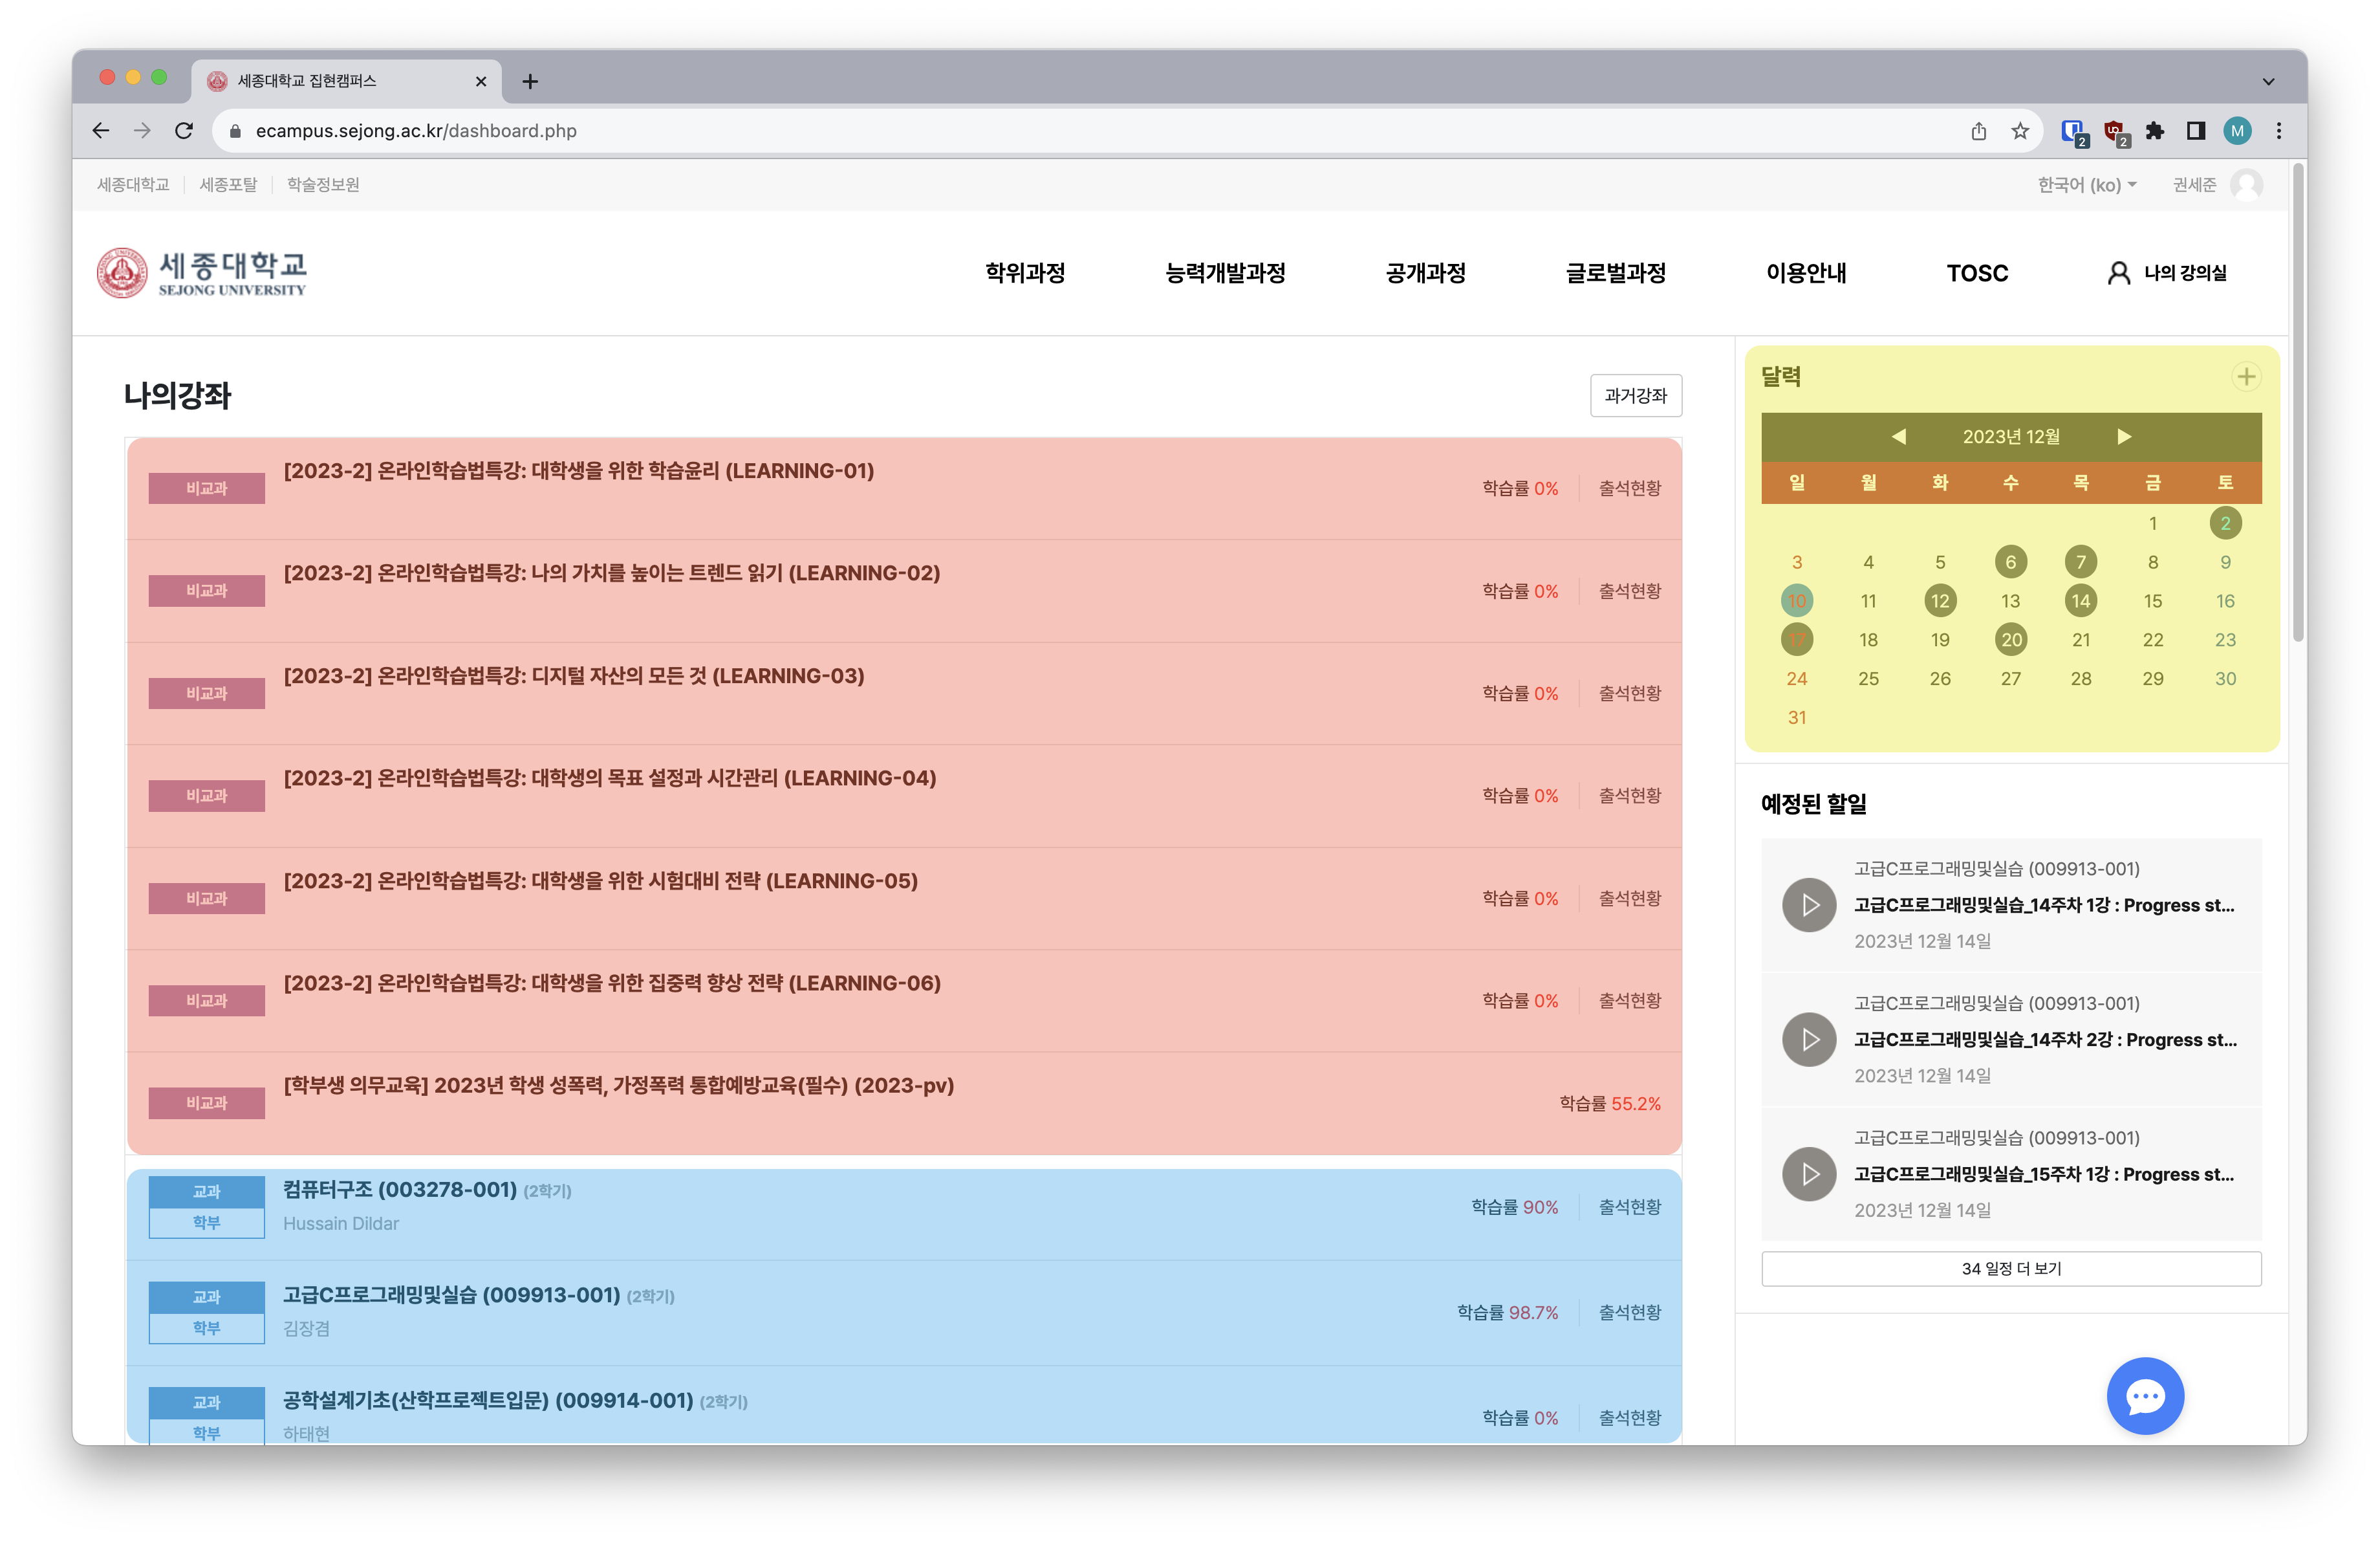 세종대학교 집현캠퍼스
ecampus.sejong.ac.kr/dashboard.php
2
2
M
세종대학교
세종포탈
학술정보원
한국어 (ko)
권세준
세종대학교
SEJONG UNIVERSITY
학위과정
능력개발과정
공개과정
글로벌과정
이용안내
TOSC
나의 강의실
나의강좌
과거강좌
비교과
[2023-2] 온라인학습법특강: 대학생을 위한 학습윤리 (LEARNING-01)
학습률 0%
출석현황
비교과
[2023-2] 온라인학습법특강: 나의 가치를 높이는 트렌드 읽기 (LEARNING-02)
학습률 0%
출석현황
비교과
[2023-2] 온라인학습법특강: 디지털 자산의 모든 것 (LEARNING-03)
학습률 0%
출석현황
비교과
[2023-2] 온라인학습법특강: 대학생의 목표 설정과 시간관리 (LEARNING-04)
학습률 0%
출석현황
비교과
[2023-2] 온라인학습법특강: 대학생을 위한 시험대비 전략 (LEARNING-05)
학습률 0%
출석현황
비교과
[2023-2] 온라인학습법특강: 대학생을 위한 집중력 향상 전략 (LEARNING-06)
학습률 0%
출석현황
비교과
[학부생 의무교육] 2023년 학생 성폭력, 가정폭력 통합예방교육(필수) (2023-pv)
학습률 55.2%
교과
학부
컴퓨터구조 (003278-001) (2학기)
Hussain Dildar
학습률 90%
출석현황
교과
학부
고급C프로그래밍및실습 (009913-001) (2학기)
김장겸
학습률 98.7%
출석현황
교과
학부
공학설계기초(산학프로젝트입문) (009914-001) (2학기)
하태현
학습률 0%
출석현황
달력
2023년 12월
일 월 화 수 목 금 토
1 2
3 4 5 6 7 8 9
10 11 12 13 14 15 16
17 18 19 20 21 22 23
24 25 26 27 28 29 30
31
예정된 할일
고급C프로그래밍및실습 (009913-001)
고급C프로그래밍및실습_14주차 1강 : Progress st...
2023년 12월 14일
고급C프로그래밍및실습 (009913-001)
고급C프로그래밍및실습_14주차 2강 : Progress st...
2023년 12월 14일
고급C프로그래밍및실습 (009913-001)
고급C프로그래밍및실습_15주차 1강 : Progress st...
2023년 12월 14일
34 일정 더 보기